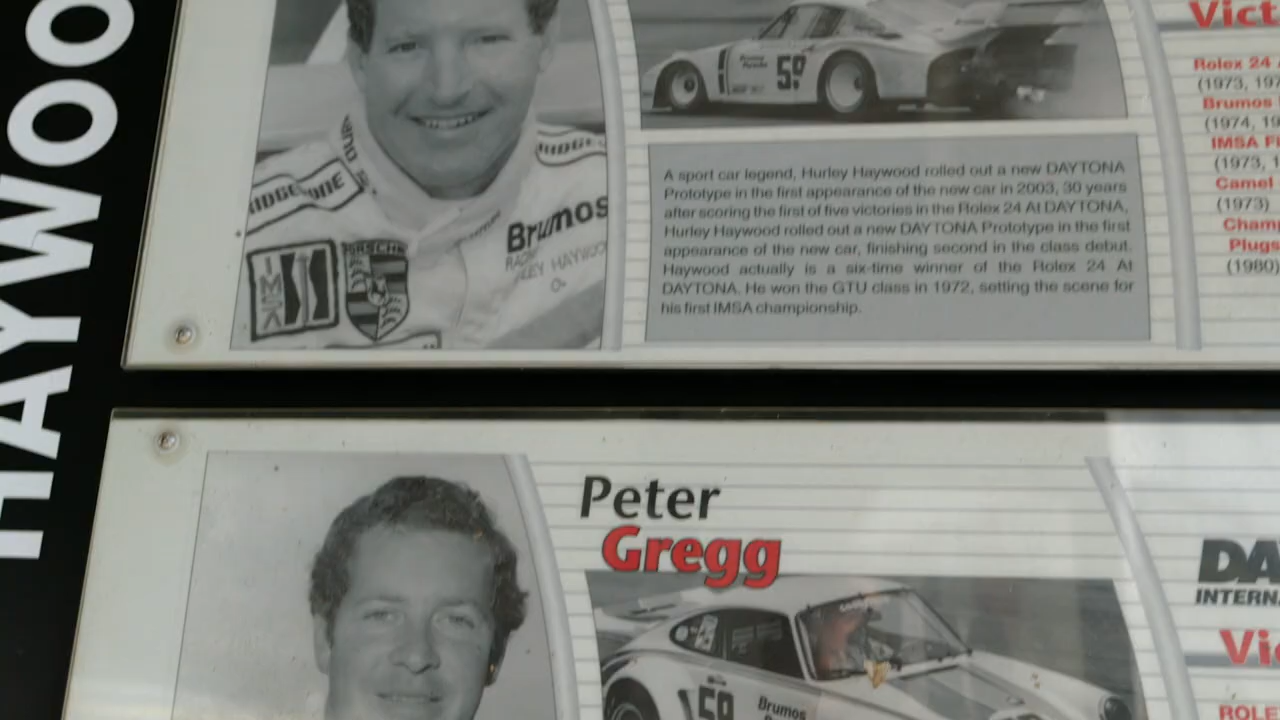 HAYWOO
Vict
Rolex 24
(1973, 197
Brumos
(1974, 19
IMSA
(1973, 1
Camel
(1973)
Champ
Plugs
(1980)
59
A sport car legend, Hurley Haywood rolled out a new DAYTONA
Prototype in the first appearance of the new car in 2003, 30 years
after scoring the first of five victories in the Rolex 24 At DAYTONA,
Hurley Haywood rolled out a new DAYTONA Prototype in the first
appearance of the new car, finishing second in the class debut.
Haywood actually is a six-time winner of the Rolex 24 At
DAYTONA. He won the GTU class in 1972, setting the scene for
his first IMSA championship.
Brumos
IMSA
PORSCHE
Peter
Gregg
59
Brumos
DA
INTERNA
Vic
ROLE